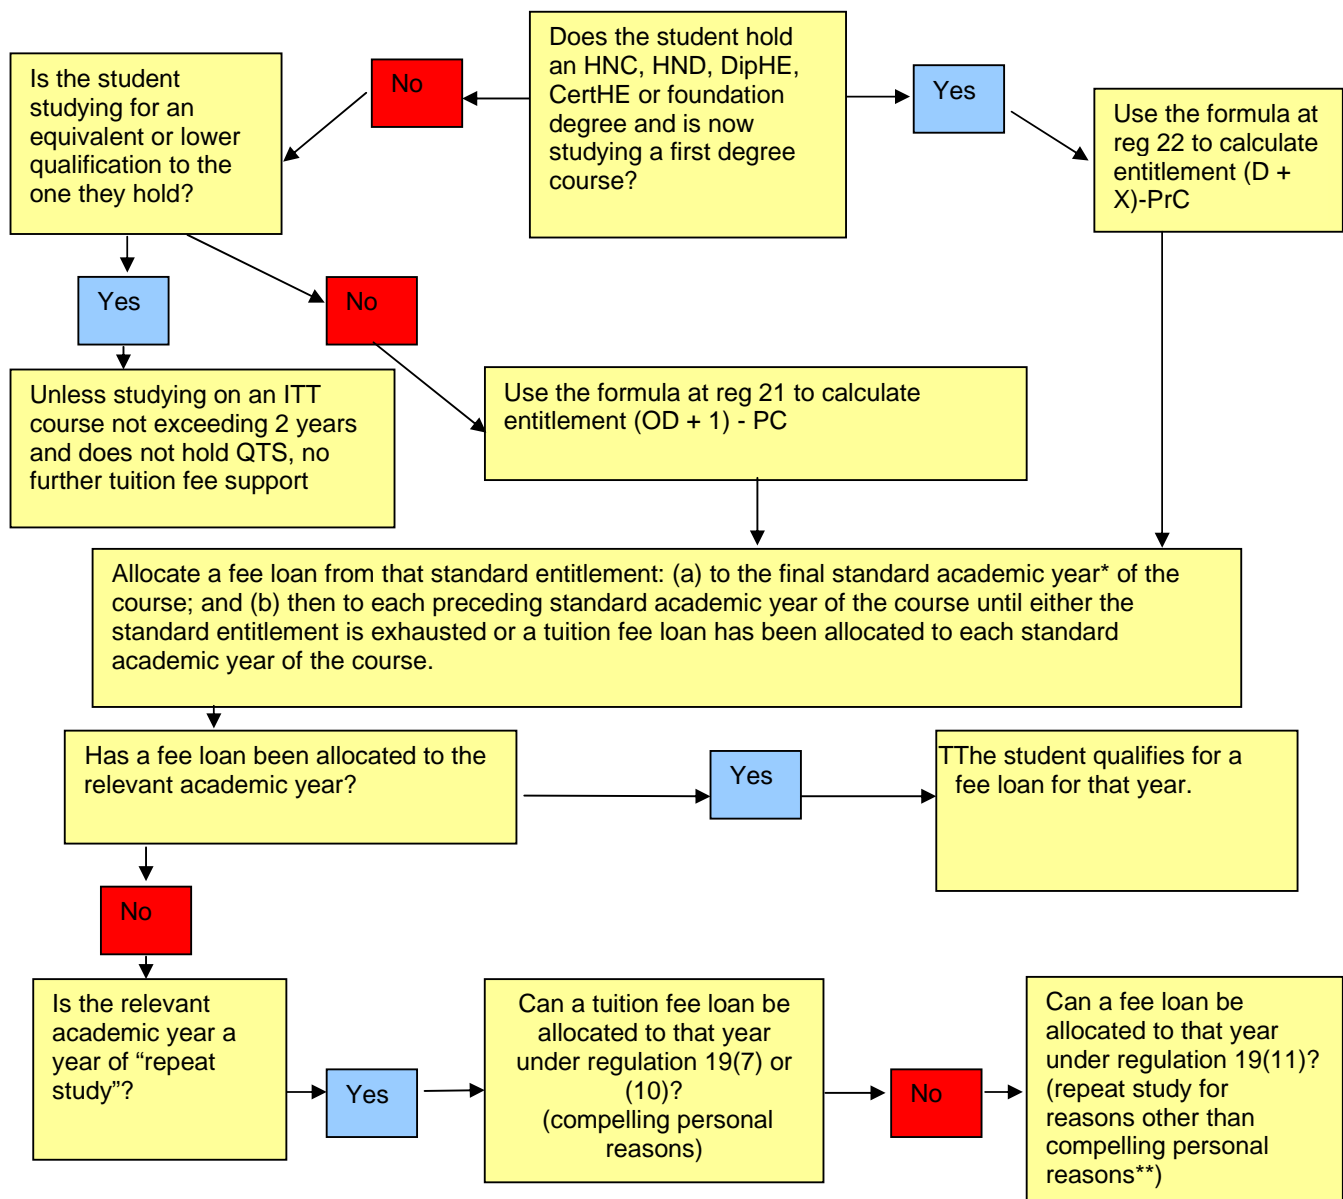 Does the student hold
an HNC, HND, DipHE,
CertHE or foundation
degree and is now
studying a first degree
course?
No
Yes
Is the student
studying for an
equivalent or lower
qualification to the
one they hold?
Use the formula at
reg 22 to calculate
entitlement (D +
X)-PrC
Yes
No
Unless studying on an ITT
course not exceeding 2 years
and does not hold QTS, no
further tuition fee support
Use the formula at reg 21 to calculate
entitlement (OD + 1) - PC
Allocate a fee loan from that standard entitlement: (a) to the final standard academic year* of the
course; and (b) then to each preceding standard academic year of the course until either the
standard entitlement is exhausted or a tuition fee loan has been allocated to each standard
academic year of the course.
Has a fee loan been allocated to the
relevant academic year?
Yes
TThe student qualifies for a
fee loan for that year.
No
Is the relevant
academic year a
year of “repeat
study”?
Yes
Can a tuition fee loan be
allocated to that year
under regulation 19(7) or
(10)?
(compelling personal
reasons)
No
Can a fee loan be
allocated to that year
under regulation 19(11)?
(repeat study for
reasons other than
compelling personal
reasons**)